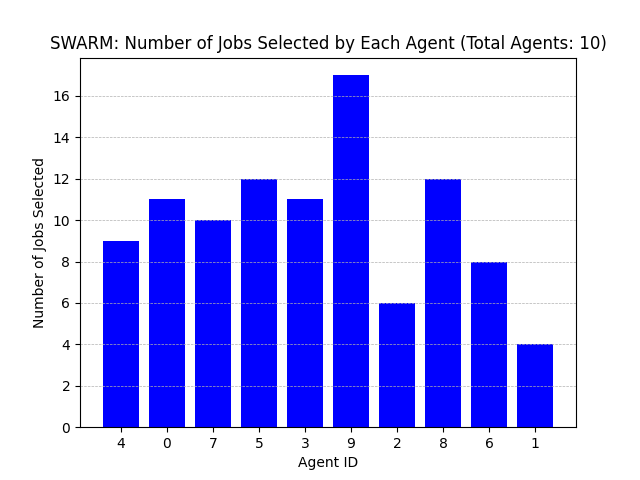 SWARM: Number of Jobs Selected by Each Agent (Total Agents: 10)
Number of Jobs Selected
16
14
12
10
8
6
4
2
0
4 0 7 5 3 9 2 8 6 1
Agent ID